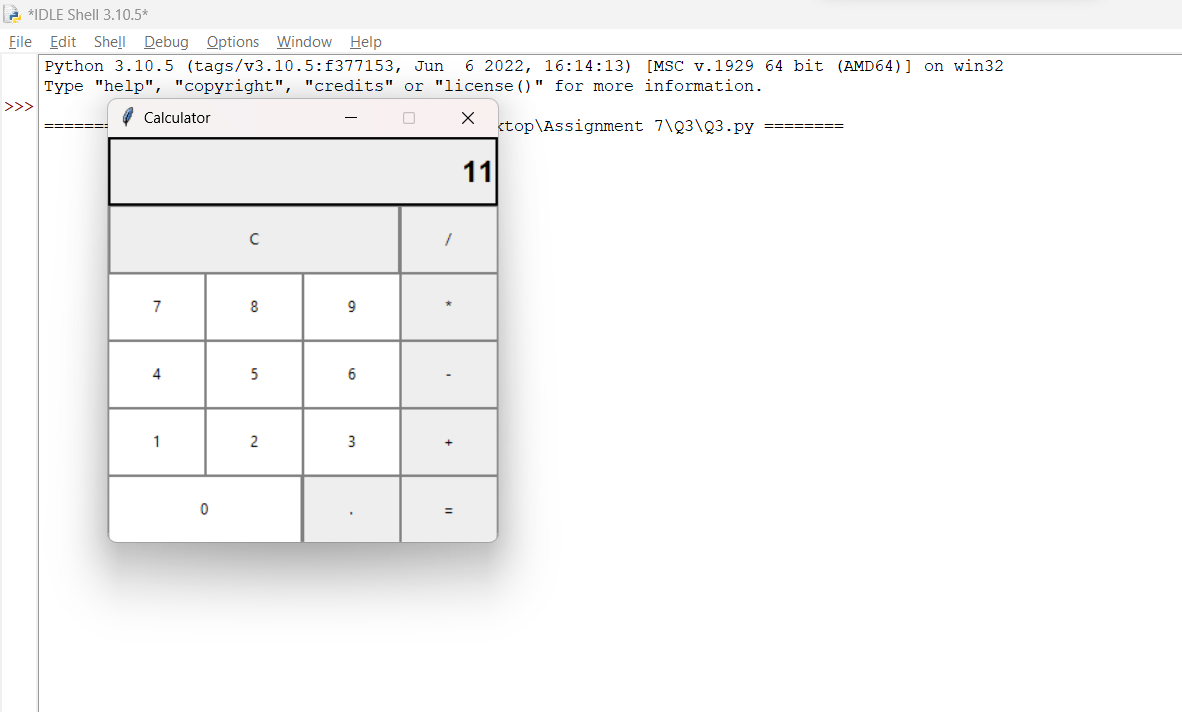 *IDLE Shell 3.10.5*
File Edit Shell Debug Options Window Help
Python 3.10.5 (tags/v3.10.5:f377153, Jun  6 2022, 16:14:13) [MSC v.1929 64 bit (AMD64)] on win32
Type "help", "copyright", "credits" or "license()" for more information.
>>>
=======
ktop\Assignment 7\Q3\Q3.py ========
Calculator
11
C /
7 8 9 *
4 5 6 -
1 2 3 +
0 . =